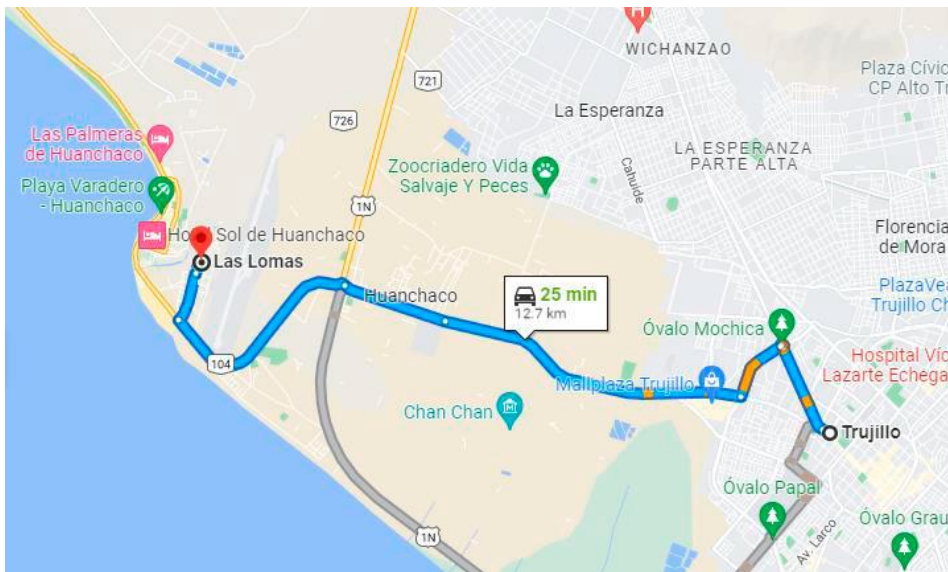 WICHANZAO
Plaza Cívic
CP Alto Tr
721
La Esperanza
726
Las Palmeras
de Huanchaco
LA ESPERANZA
PARTE ALTA
Zoocriadero Vida
Salvaje Y Peces
Cahuide
Playa Varadero
- Huanchaco
1N
Florencia
de Mora
Hotel Sol de Huanchaco
Las Lomas
25 min
12.7 km
Huanchaco
PlazaVea
Trujillo Ch
Óvalo Mochica
104
Hospital Víc
Lazarte Echega
Mallplaza Trujillo
Chan Chan
Trujillo
Óvalo Papal
Av. Larco
Óvalo Grau
1N